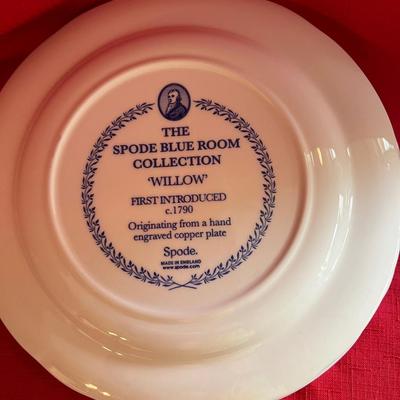 THE
SPODE BLUE ROOM
COLLECTION
'WILLOW'
FIRST INTRODUCED
c.1790
Originating from a hand
engraved copper plate
Spode.
MADE IN ENGLAND
www.spode.com